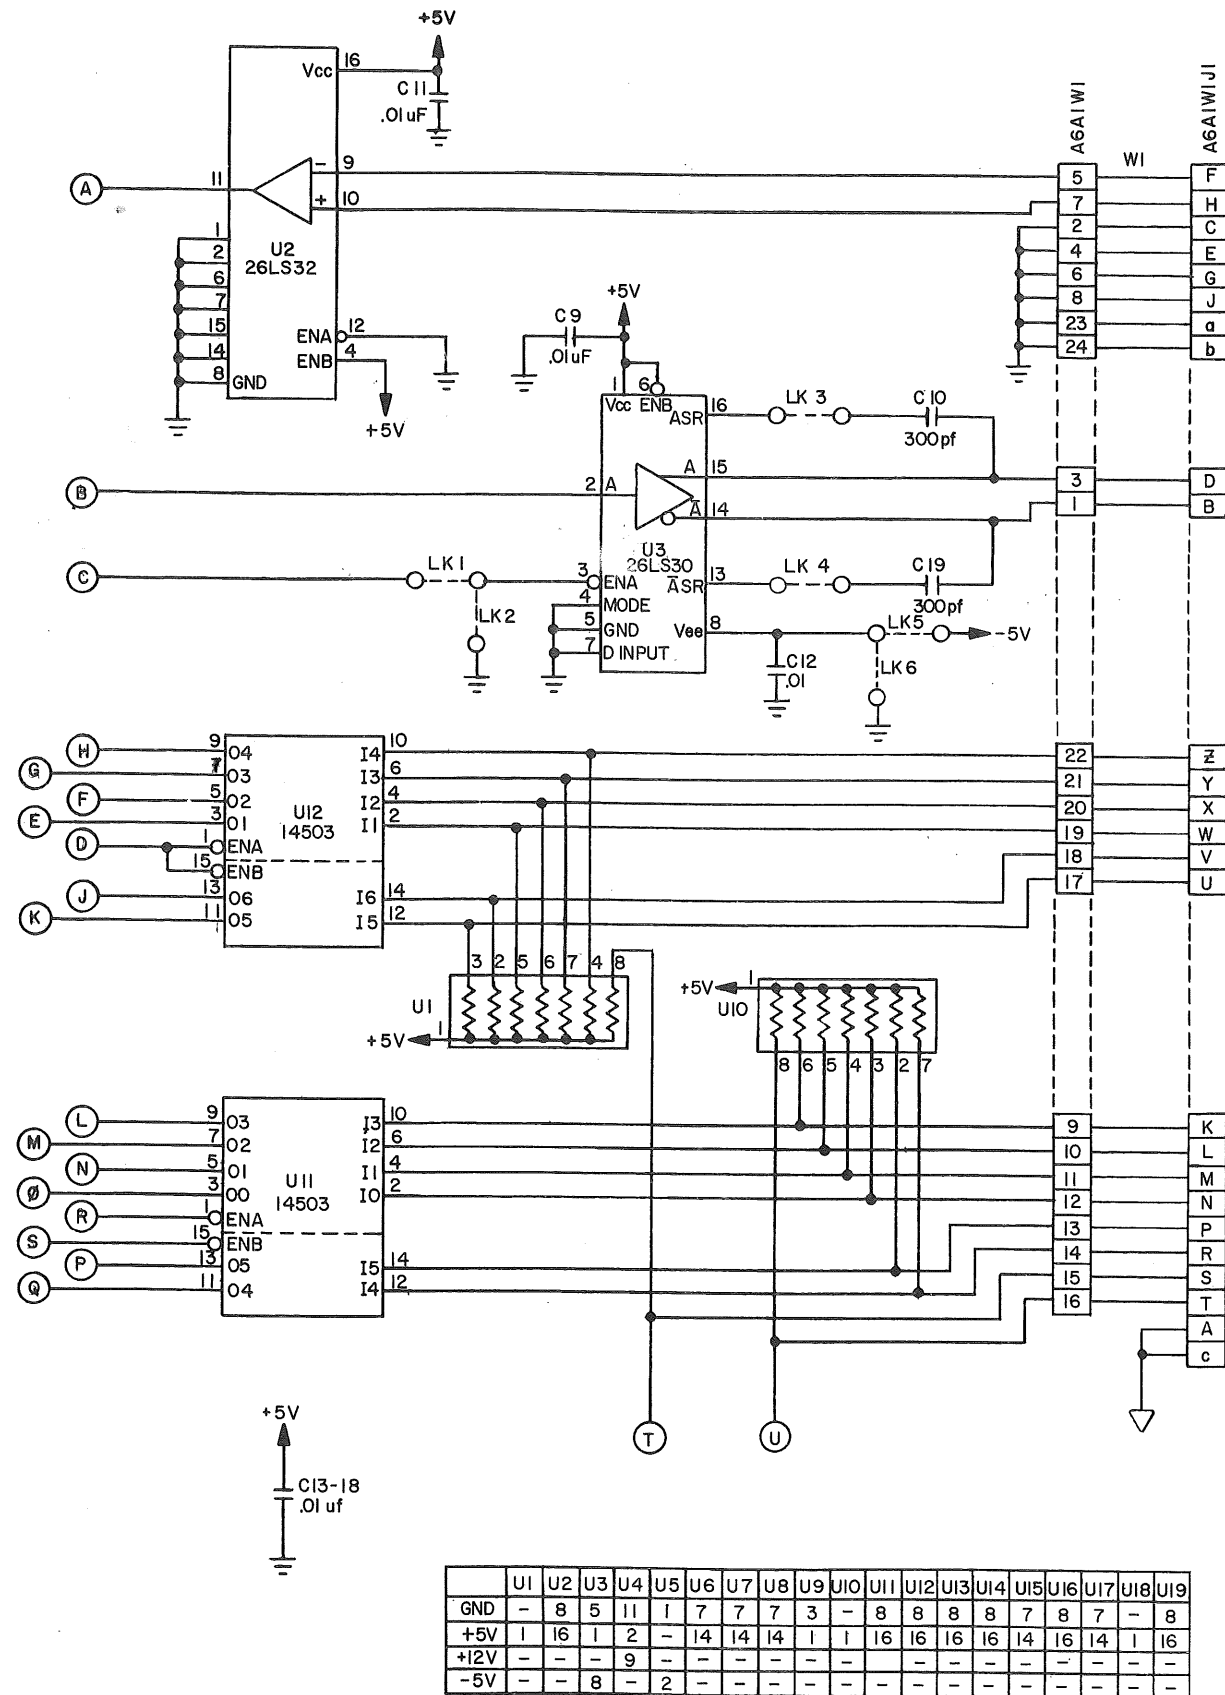 +5V
Vcc 16
C11
.01uF
A6A1W1
A6A1W1J1
W1
A
11
- 9
+ 10
5 F
7 H
2 C
4 E
6 G
8 J
23 a
24 b
1
2
6
7
15
14
8 GND
U2
26LS32
ENA 12
ENB 4
+5V
+5V
C9
.01uF
1 6
Vcc ENB
ASR 16
LK3
C10
300pf
B
2 A
A 15
A̅ 14
3 D
1 B
U3
26LS30
C
LK1
LK2
3 ENA
4 MODE
5 GND
7 D INPUT
A̅SR 13
LK4
C19
300pf
Vee 8
LK5
-5V
LK6
C12
.01
H 9 O4
G 7 O3
F 5 O2
E 3 O1
D 1 ENA
15 ENB
J 13 O6
K 11 O5
U12
14503
I4 10
I3 6
I2 4
I1 2
I6 14
I5 12
22 Z
21 Y
20 X
19 W
18 V
17 U
3 2 5 6 7 4 8
U1
+5V 1
+5V 1
U10
8 6 5 4 3 2 7
L 9 O3
M 7 O2
N 5 O1
Ø 3 O0
R 1 ENA
S 15 ENB
P 13 O5
Q 11 O4
U11
14503
I3 10
I2 6
I1 4
I0 2
I5 14
I4 12
9 K
10 L
11 M
12 N
13 P
14 R
15 S
16 T
A
c
T
U
+5V
C13-18
.01 uf
U1 U2 U3 U4 U5 U6 U7 U8 U9 U10 U11 U12 U13 U14 U15 U16 U17 U18 U19
GND - 8 5 11 1 7 7 7 3 - 8 8 8 8 7 8 7 - 8
+5V 1 16 1 2 - 14 14 14 1 1 16 16 16 16 14 16 14 1 16
+12V - - - 9 - - - - - - - - - - - - - -
-5V - - 8 - 2 - - - - - - - - - - - - - -